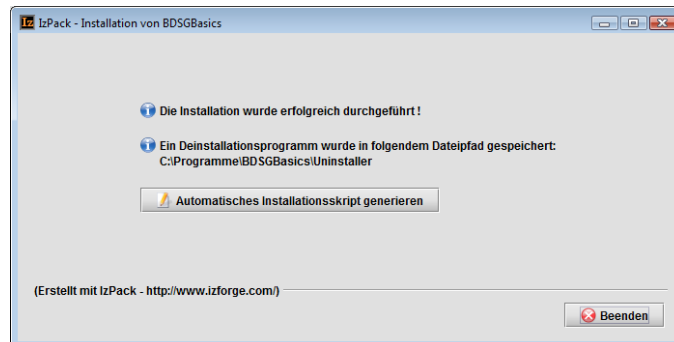 Iz IzPack - Installation von BDSGBasics
Die Installation wurde erfolgreich durchgeführt !
Ein Deinstallationsprogramm wurde in folgendem Dateipfad gespeichert:
C:\Programme\BDSGBasics\Uninstaller
Automatisches Installationsskript generieren
(Erstellt mit IzPack - http://www.izforge.com/)
Beenden